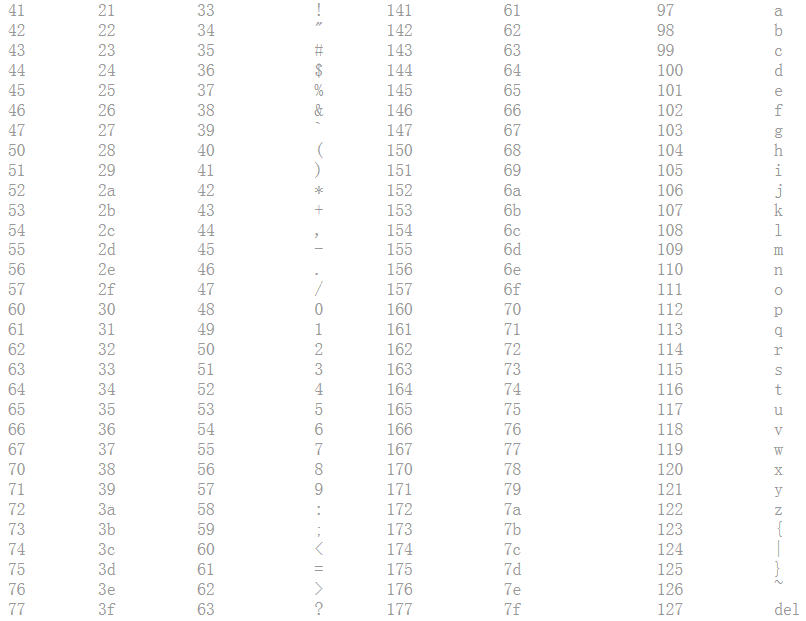 41 21 33 ! 141 61 97 a
42 22 34 " 142 62 98 b
43 23 35 # 143 63 99 c
44 24 36 $ 144 64 100 d
45 25 37 % 145 65 101 e
46 26 38 & 146 66 102 f
47 27 39 ` 147 67 103 g
50 28 40 ( 150 68 104 h
51 29 41 ) 151 69 105 i
52 2a 42 * 152 6a 106 j
53 2b 43 + 153 6b 107 k
54 2c 44 , 154 6c 108 l
55 2d 45 - 155 6d 109 m
56 2e 46 . 156 6e 110 n
57 2f 47 / 157 6f 111 o
60 30 48 0 160 70 112 p
61 31 49 1 161 71 113 q
62 32 50 2 162 72 114 r
63 33 51 3 163 73 115 s
64 34 52 4 164 74 116 t
65 35 53 5 165 75 117 u
66 36 54 6 166 76 118 v
67 37 55 7 167 77 119 w
70 38 56 8 170 78 120 x
71 39 57 9 171 79 121 y
72 3a 58 : 172 7a 122 z
73 3b 59 ; 173 7b 123 {
74 3c 60 < 174 7c 124 |
75 3d 61 = 175 7d 125 }
76 3e 62 > 176 7e 126 ~
77 3f 63 ? 177 7f 127 del